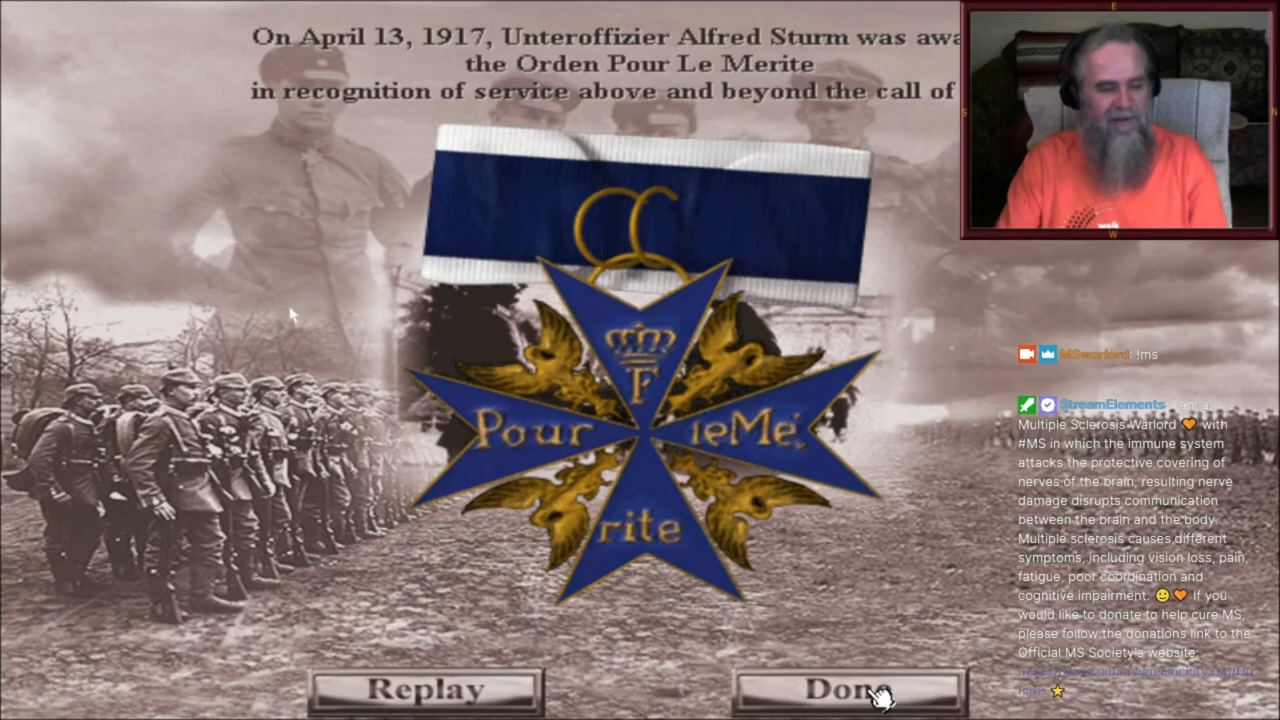 On April 13, 1917, Unteroffizier Alfred Sturm was awa
the Orden Pour Le Merite
in recognition of service above and beyond the call of
E
S
N
W
walk
F
Pour leMé.
rite
MSwarlord: !ms
StreamElements: I am a
Multiple Sclerosis Warlord 🧡 with
#MS in which the immune system
attacks the protective covering of
nerves of the brain, resulting nerve
damage disrupts communication
between the brain and the body.
Multiple sclerosis causes different
symptoms, including vision loss, pain,
fatigue, poor coordination and
cognitive impairment. 🙂🧡 If you
would like to donate to help cure MS,
please follow the donations link to the
Official MS Society's website:
Replay
Done